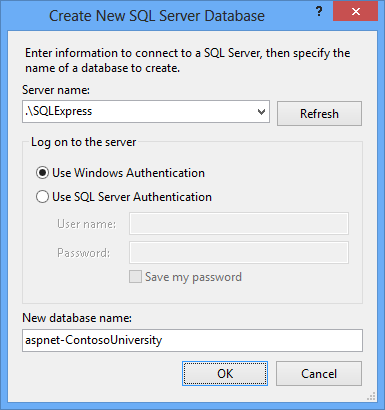 Create New SQL Server Database
?
Enter information to connect to a SQL Server, then specify the
name of a database to create.
Server name:
.\SQLExpress
Refresh
Log on to the server
Use Windows Authentication
Use SQL Server Authentication
User name:
Password:
Save my password
New database name:
aspnet-ContosoUniversity
OK Cancel